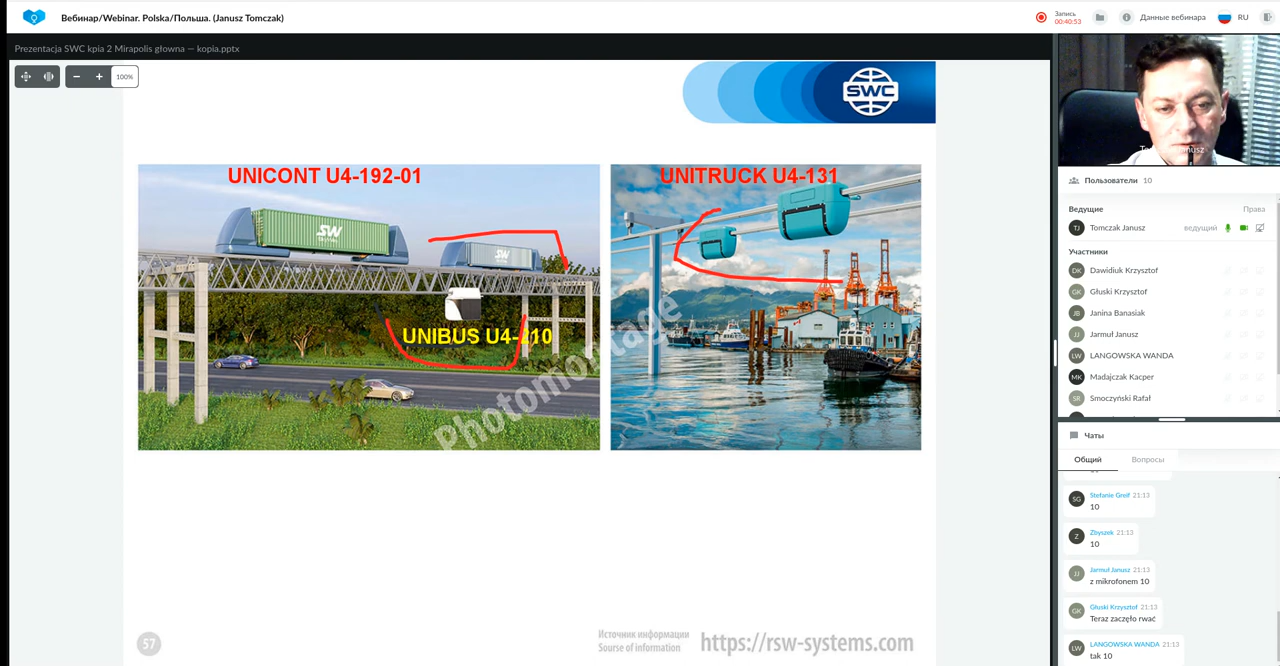 Вебинар/Webinar. Polska/Польша. (Janusz Tomczak)
Запись
00:40:53
Данные вебинара
RU
Prezentacja SWC kpia 2 Mirapolis głowna — kopia.pptx
100%
SWC
UNICONT U4-192-01
UNITRUCK U4-131
SW
SW
UNIBUS U4-210
Photomontage
57
Источник информации
Sourse of information
https://rsw-systems.com
Пользователи 10
Ведущие Права
TJ Tomczak Janusz ведущий
Участники
DK Dawidiuk Krzysztof
GK Głuski Krzysztof
JB Janina Banasiak
JJ Jarmuł Janusz
LW LANGOWSKA WANDA
MK Madajczak Kacper
SR Smoczyński Rafał
Чаты
Общий Вопросы
SG Stefanie Greif 21:13
10
Z Zbyszek 21:13
10
JJ Jarmuł Janusz 21:13
z mikrofonem 10
GK Głuski Krzysztof 21:13
Teraz zaczęło rwać
LW LANGOWSKA WANDA 21:13
tak 10